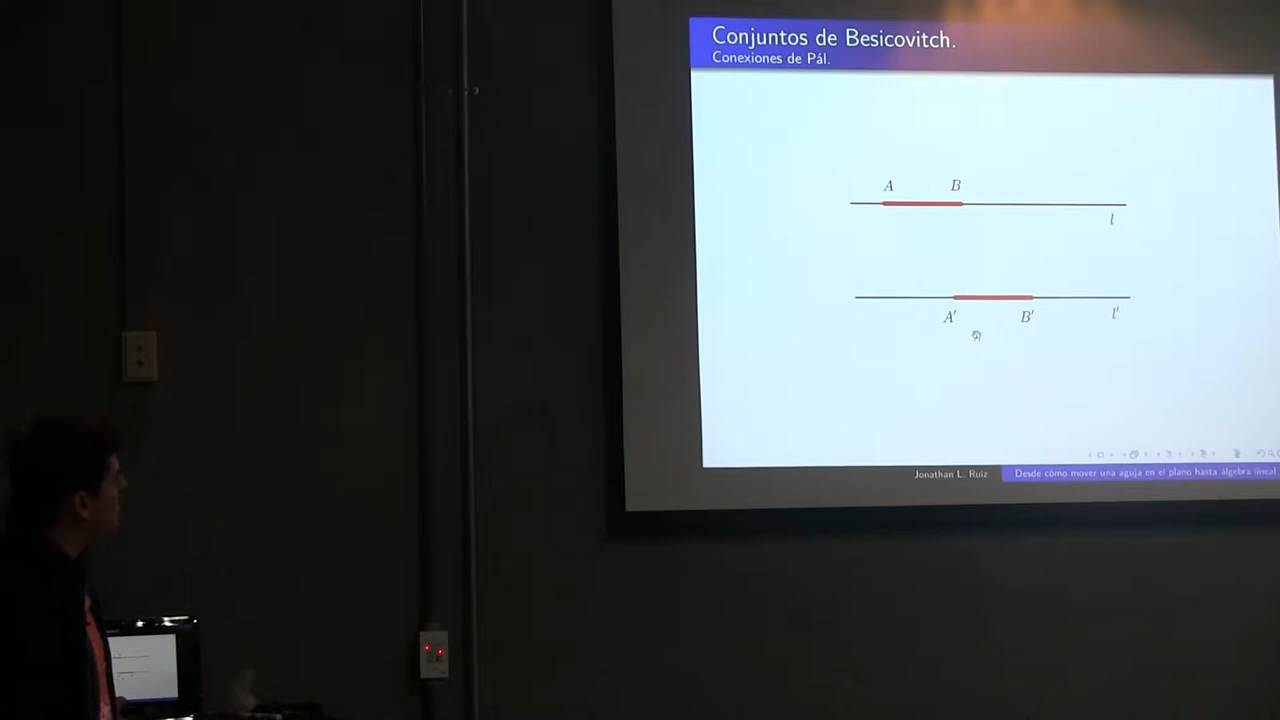 Conjuntos de Besicovitch.
Conexiones de Pál.
A B
l
A′ B′ l′
Jonathan L. Ruiz Desde cómo mover una aguja en el plano hasta álgebra lineal